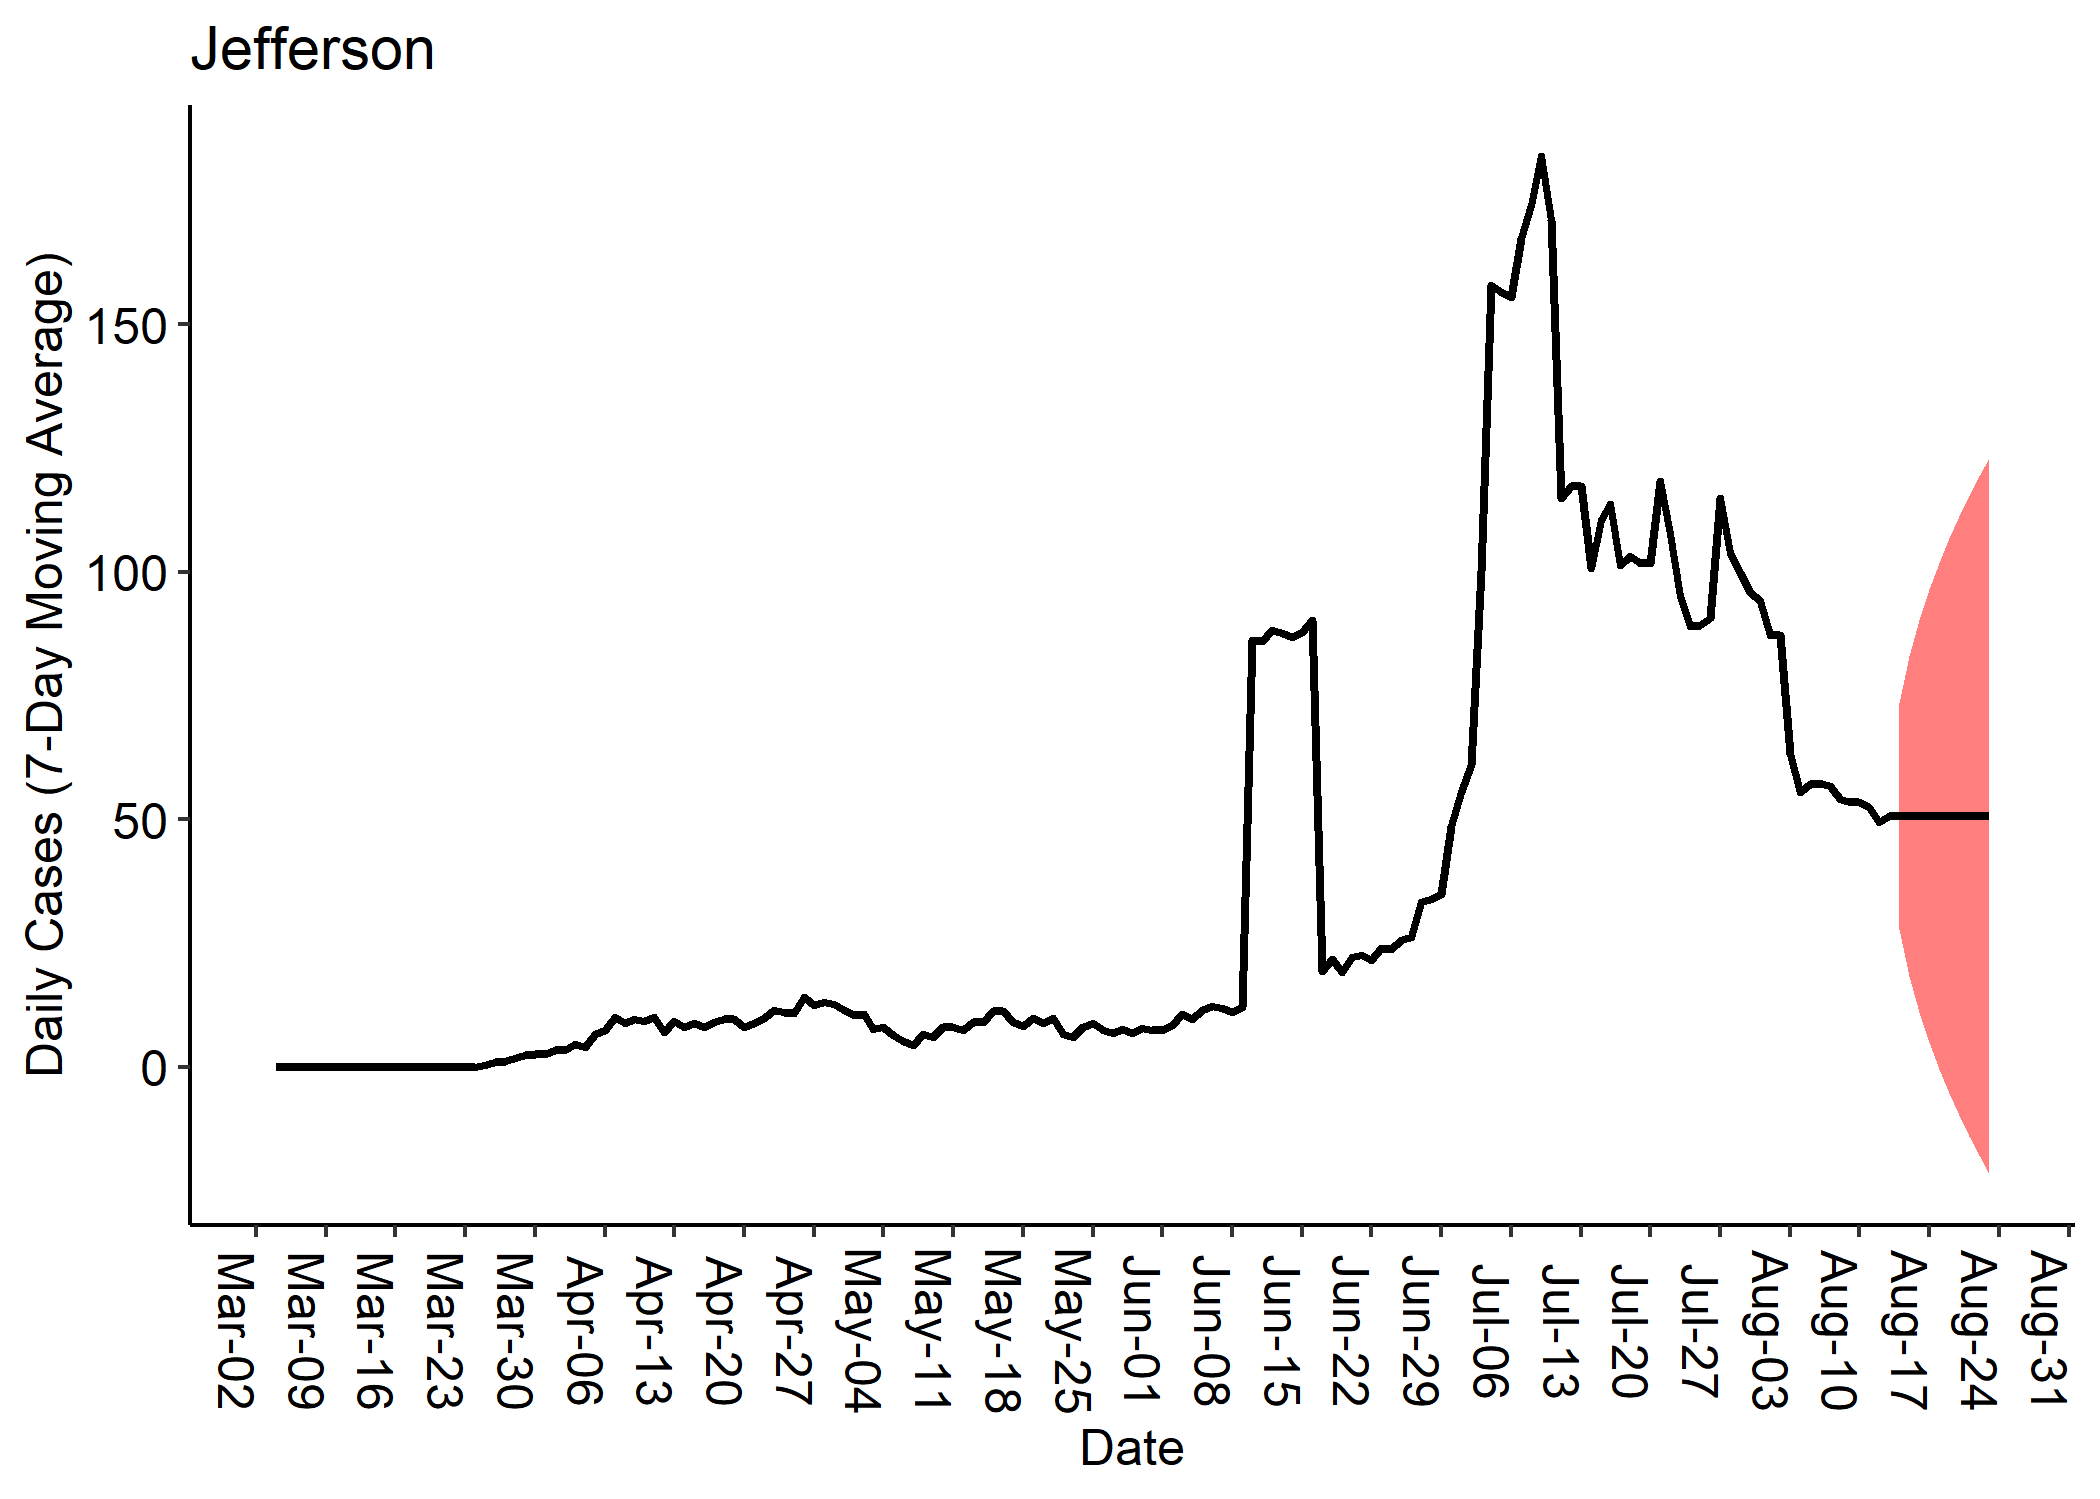 Jefferson
Daily Cases (7-Day Moving Average)
150
100
50
0
Mar-02
Mar-09
Mar-16
Mar-23
Mar-30
Apr-06
Apr-13
Apr-20
Apr-27
May-04
May-11
May-18
May-25
Jun-01
Jun-08
Jun-15
Jun-22
Jun-29
Jul-06
Jul-13
Jul-20
Jul-27
Aug-03
Aug-10
Aug-17
Aug-24
Aug-31
Date